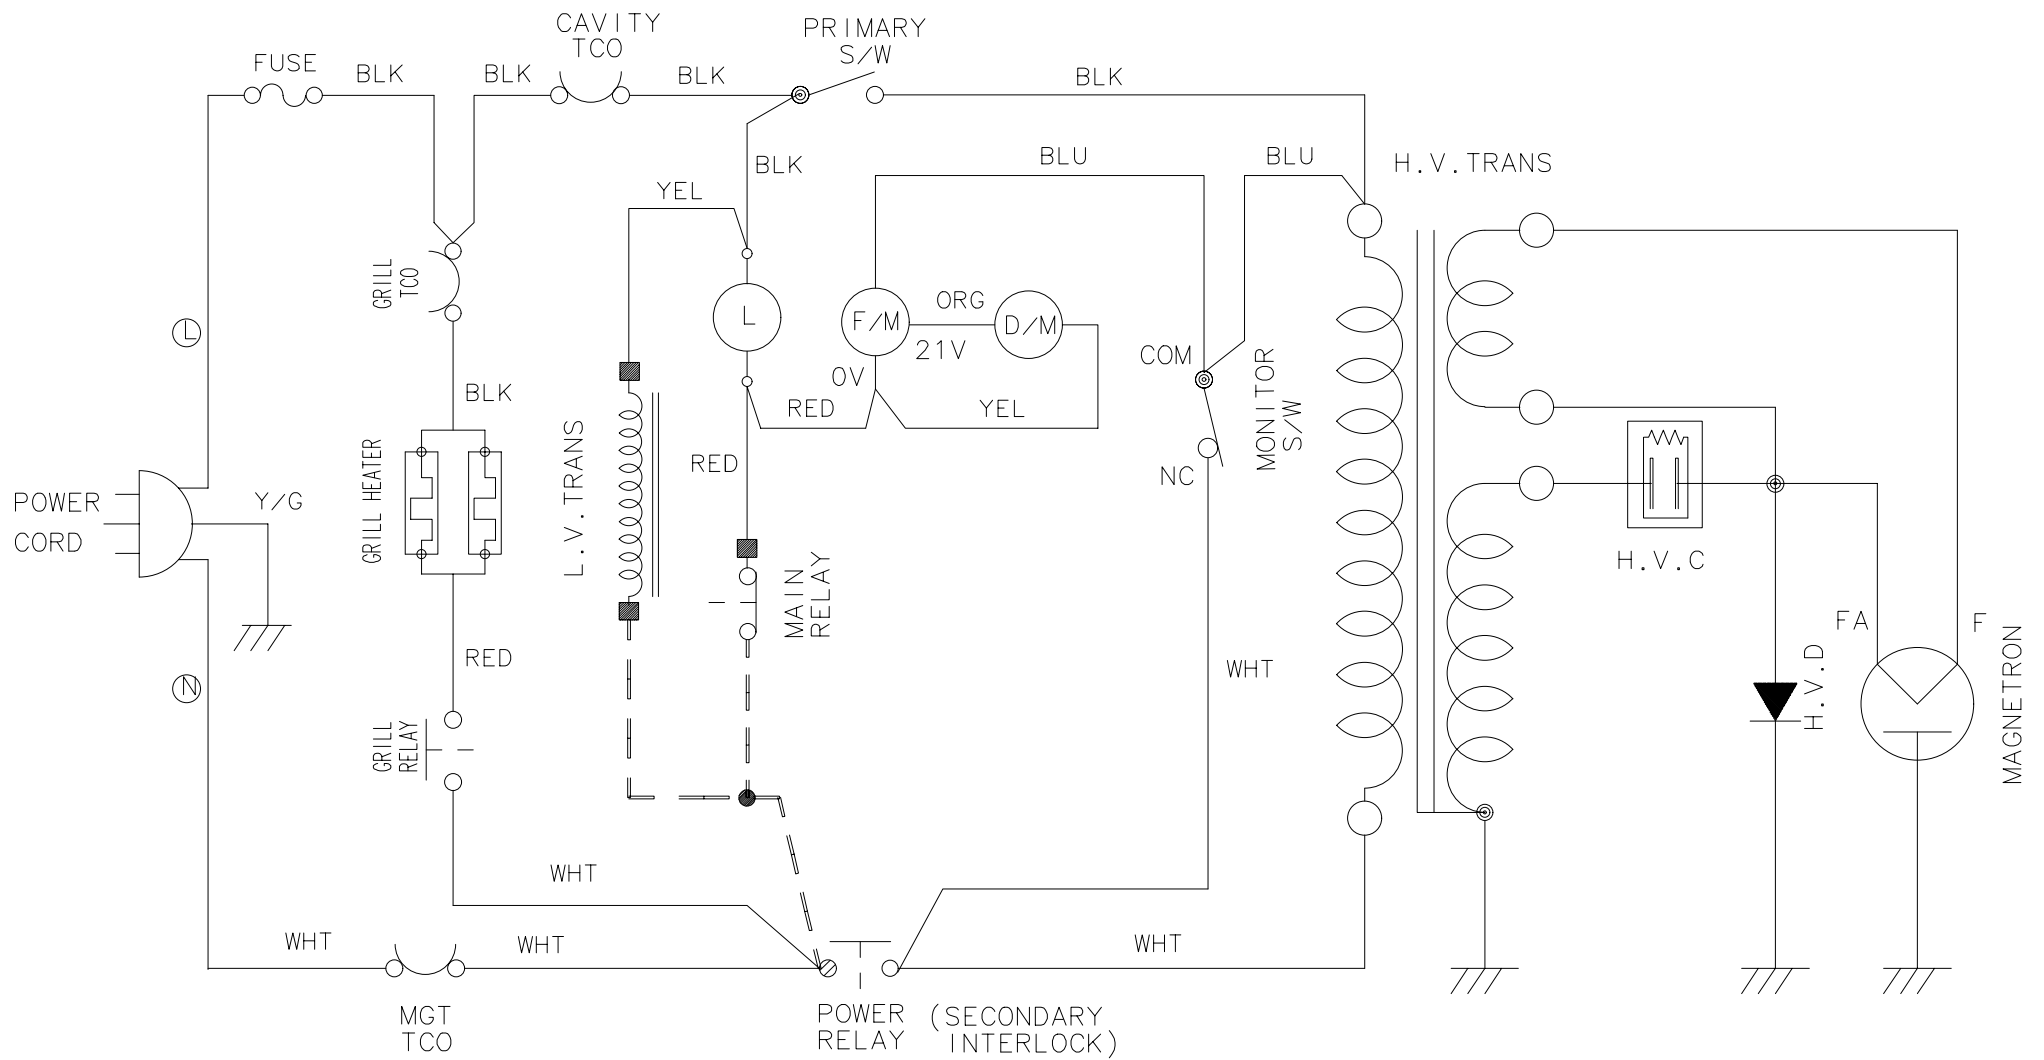 CAVITY
TCO
PRIMARY
S/W
FUSE
BLK
BLK
BLK
BLK
BLK
YEL
BLU
BLU
H.V.TRANS
GRILL
TCO
L
L
F/M
ORG
21V
D/M
0V
RED
YEL
COM
NC
MONITOR
S/W
BLK
GRILL HEATER
L.V.TRANS
RED
POWER
CORD
Y/G
MAIN
RELAY
H.V.C
FA
F
MAGNETRON
H.V.D
RED
N
WHT
GRILL
RELAY
WHT
WHT
WHT
WHT
MGT
TCO
POWER
RELAY
(SECONDARY
INTERLOCK)